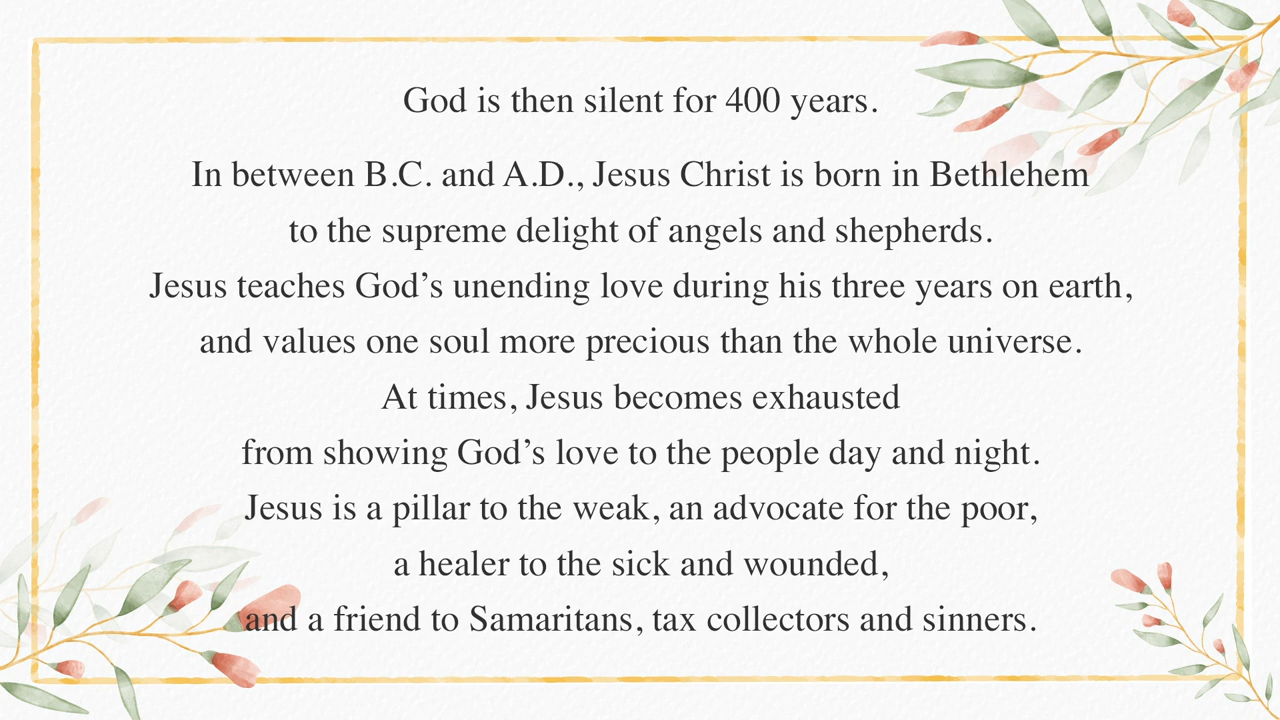 God is then silent for 400 years.
In between B.C. and A.D., Jesus Christ is born in Bethlehem
to the supreme delight of angels and shepherds.
Jesus teaches God’s unending love during his three years on earth,
and values one soul more precious than the whole universe.
At times, Jesus becomes exhausted
from showing God’s love to the people day and night.
Jesus is a pillar to the weak, an advocate for the poor,
a healer to the sick and wounded,
and a friend to Samaritans, tax collectors and sinners.